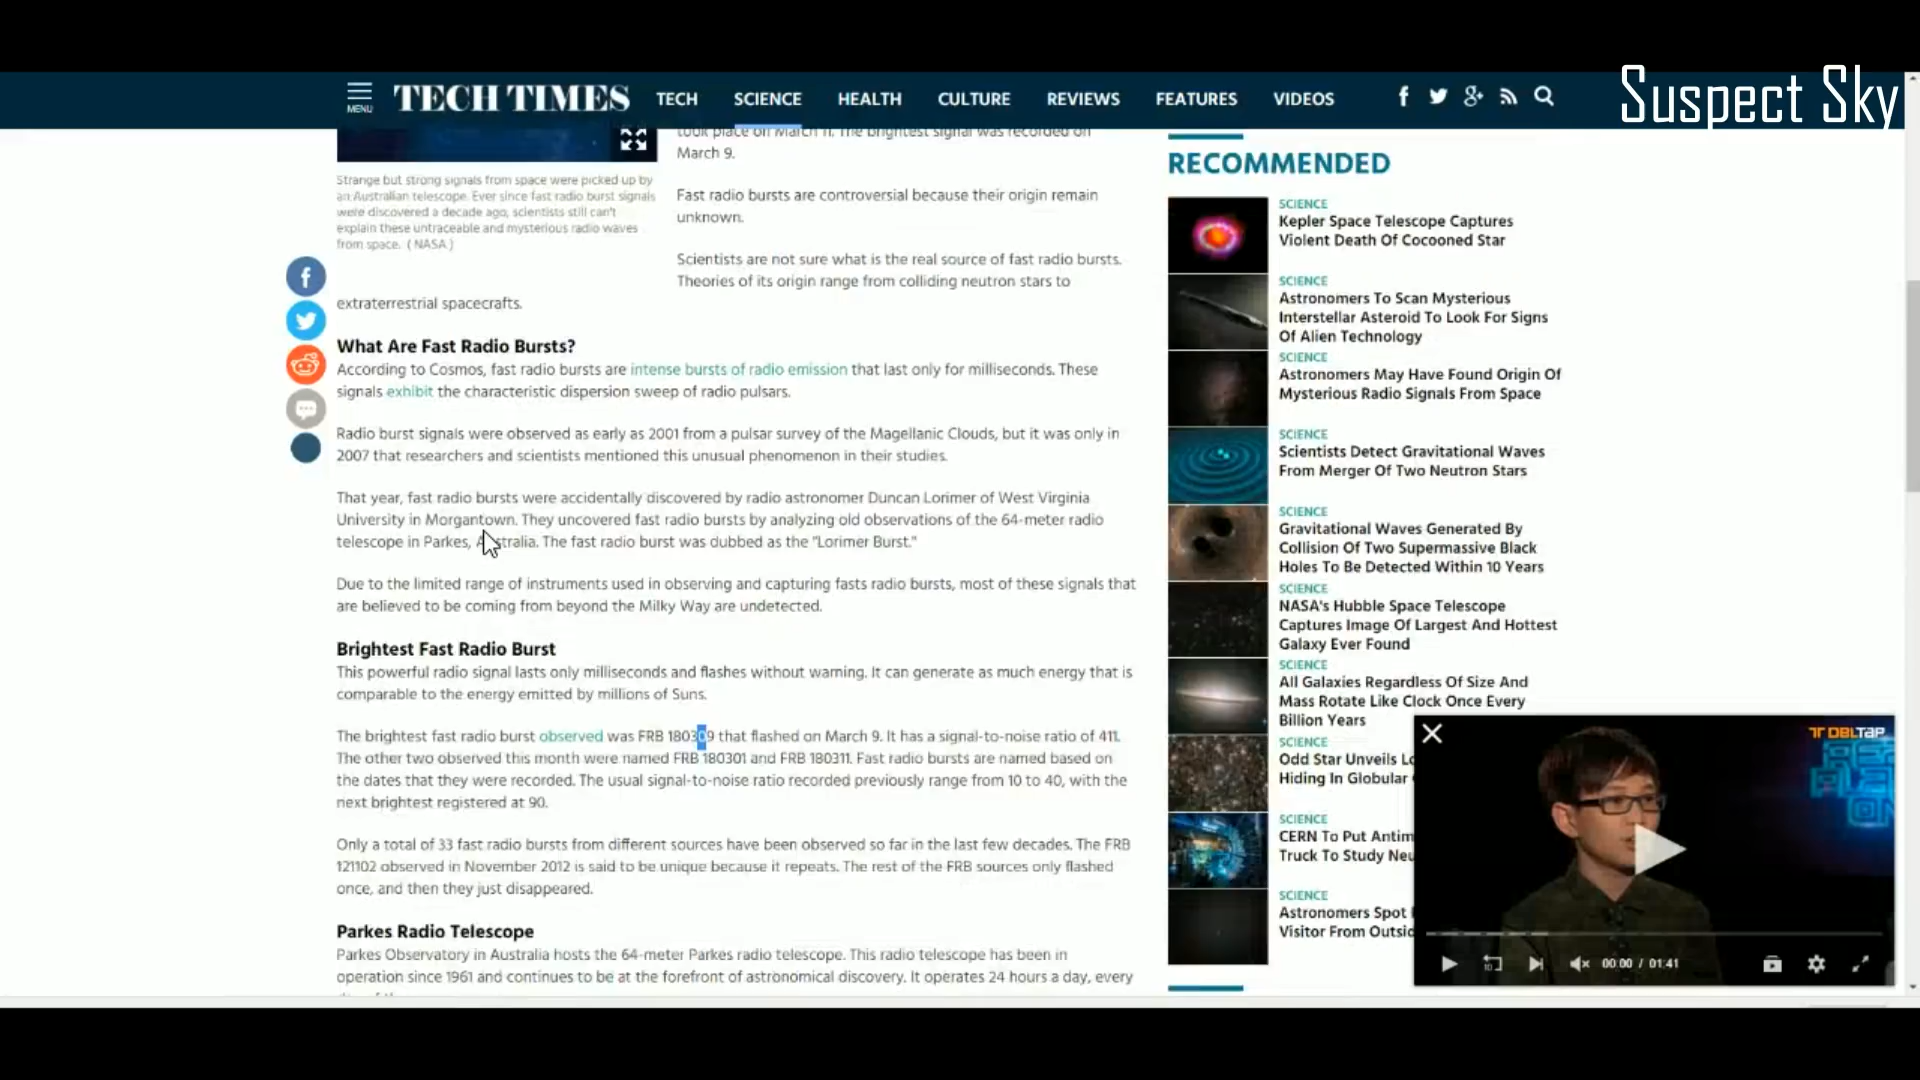 Suspect Sky
MENU
TECH TIMES
TECH
SCIENCE
HEALTH
CULTURE
REVIEWS
FEATURES
VIDEOS
took place on March 11. The brightest signal was recorded on
March 9.
Strange but strong signals from space were picked up by
an Australian telescope. Ever since fast radio burst signals
were discovered a decade ago, scientists still can't
explain these untraceable and mysterious radio waves
from space. ( NASA )
Fast radio bursts are controversial because their origin remain
unknown.
Scientists are not sure what is the real source of fast radio bursts.
Theories of its origin range from colliding neutron stars to
extraterrestrial spacecrafts.
What Are Fast Radio Bursts?
According to Cosmos, fast radio bursts are intense bursts of radio emission that last only for milliseconds. These
signals exhibit the characteristic dispersion sweep of radio pulsars.
Radio burst signals were observed as early as 2001 from a pulsar survey of the Magellanic Clouds, but it was only in
2007 that researchers and scientists mentioned this unusual phenomenon in their studies.
That year, fast radio bursts were accidentally discovered by radio astronomer Duncan Lorimer of West Virginia
University in Morgantown. They uncovered fast radio bursts by analyzing old observations of the 64-meter radio
telescope in Parkes, Australia. The fast radio burst was dubbed as the "Lorimer Burst."
Due to the limited range of instruments used in observing and capturing fasts radio bursts, most of these signals that
are believed to be coming from beyond the Milky Way are undetected.
Brightest Fast Radio Burst
This powerful radio signal lasts only milliseconds and flashes without warning. It can generate as much energy that is
comparable to the energy emitted by millions of Suns.
The brightest fast radio burst observed was FRB 180309 that flashed on March 9. It has a signal-to-noise ratio of 411.
The other two observed this month were named FRB 180301 and FRB 180311. Fast radio bursts are named based on
the dates that they were recorded. The usual signal-to-noise ratio recorded previously range from 10 to 40, with the
next brightest registered at 90.
Only a total of 33 fast radio bursts from different sources have been observed so far in the last few decades. The FRB
121102 observed in November 2012 is said to be unique because it repeats. The rest of the FRB sources only flashed
once, and then they just disappeared.
Parkes Radio Telescope
Parkes Observatory in Australia hosts the 64-meter Parkes radio telescope. This radio telescope has been in
operation since 1961 and continues to be at the forefront of astronomical discovery. It operates 24 hours a day, every
RECOMMENDED
SCIENCE
Kepler Space Telescope Captures
Violent Death Of Cocooned Star
SCIENCE
Astronomers To Scan Mysterious
Interstellar Asteroid To Look For Signs
Of Alien Technology
SCIENCE
Astronomers May Have Found Origin Of
Mysterious Radio Signals From Space
SCIENCE
Scientists Detect Gravitational Waves
From Merger Of Two Neutron Stars
SCIENCE
Gravitational Waves Generated By
Collision Of Two Supermassive Black
Holes To Be Detected Within 10 Years
SCIENCE
NASA's Hubble Space Telescope
Captures Image Of Largest And Hottest
Galaxy Ever Found
SCIENCE
All Galaxies Regardless Of Size And
Mass Rotate Like Clock Once Every
Billion Years
SCIENCE
Odd Star Unveils
Hiding In Globular
SCIENCE
CERN To Put
Truck To Study
SCIENCE
Astronomers Spot
Visitor From
DBLTAP
10
00:00 / 01:41